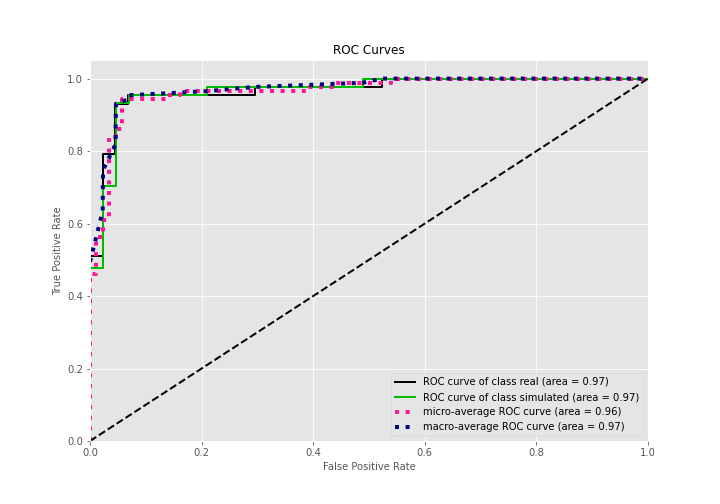 ROC Curves
True Positive Rate
1.0
0.8
0.6
0.4
0.2
0.0
0.0 0.2 0.4 0.6 0.8 1.0
False Positive Rate
ROC curve of class real (area = 0.97)
ROC curve of class simulated (area = 0.97)
micro-average ROC curve (area = 0.96)
macro-average ROC curve (area = 0.97)